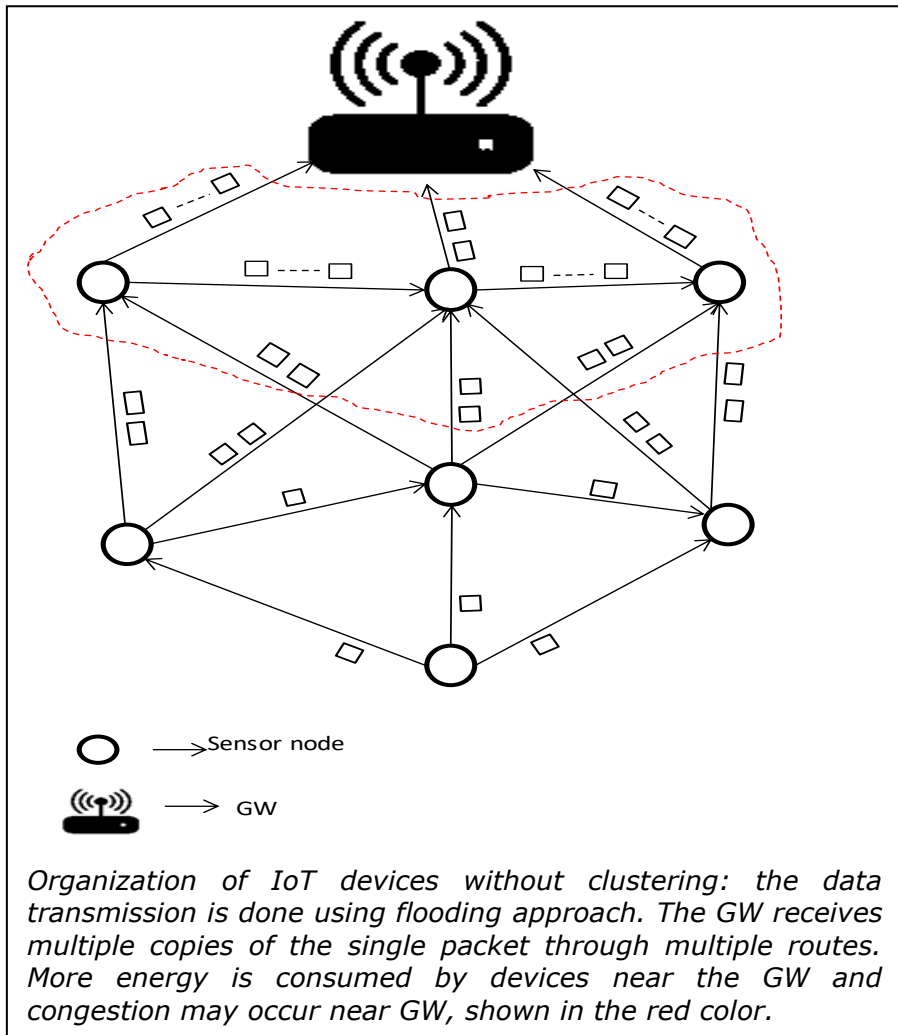 Sensor node
GW
Organization of IoT devices without clustering: the data
transmission is done using flooding approach. The GW receives
multiple copies of the single packet through multiple routes.
More energy is consumed by devices near the GW and
congestion may occur near GW, shown in the red color.